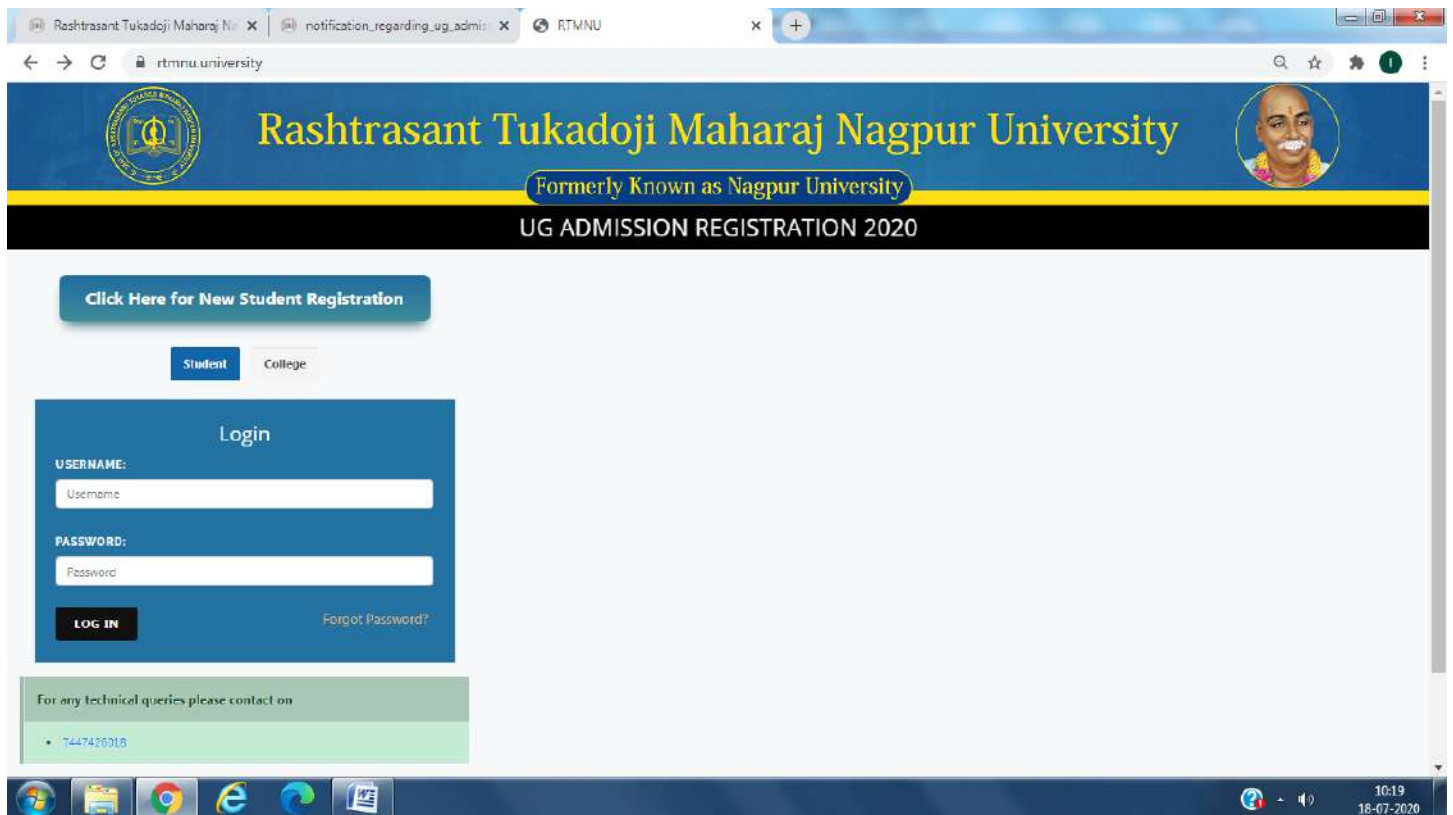 Rashtrasant Tukadoji Maharaj Na
notification_regarding_ug_admis
RTMNU
rtmnu.university
I
Rashtrasant Tukadoji Maharaj Nagpur University
Formerly Known as Nagpur University
UG ADMISSION REGISTRATION 2020
Click Here for New Student Registration
Student College
Login
USERNAME:
Username
PASSWORD:
Password
LOG IN Forgot Password?
For any technical queries please contact on
• 7447426018
10:19
18-07-2020